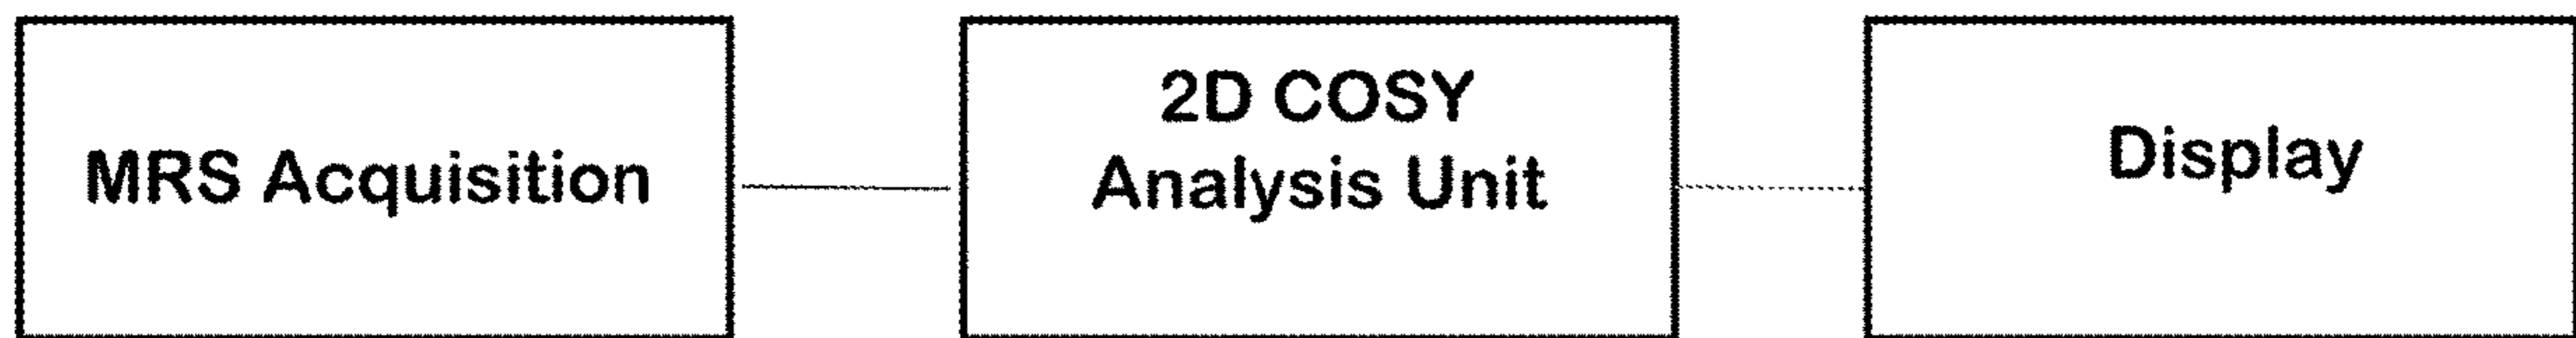 MRS Acquisition
2D COSY
Analysis Unit
Display